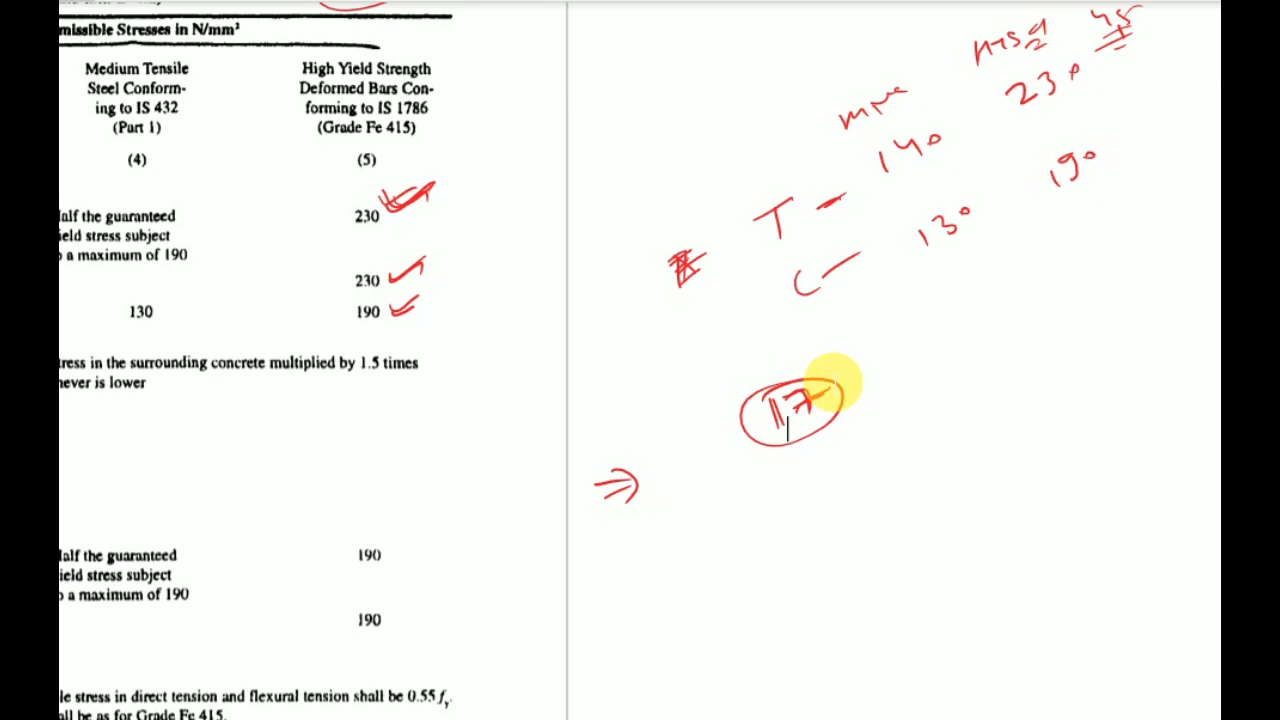 missible Stresses in N/mm²
Medium Tensile
Steel Conform-
ing to IS 432
(Part 1)
(4)
High Yield Strength
Deformed Bars Con-
forming to IS 1786
(Grade Fe 415)
(5)
alf the guaranteed
ield stress subject
o a maximum of 190
230
230
130
190
ress in the surrounding concrete multiplied by 1.5 times
never is lower
alf the guaranteed
ield stress subject
o a maximum of 190
190
190
le stress in direct tension and flexural tension shall be 0.55 fy.
all be as for Grade Fe 415.
T - 140 230
C - 130 190